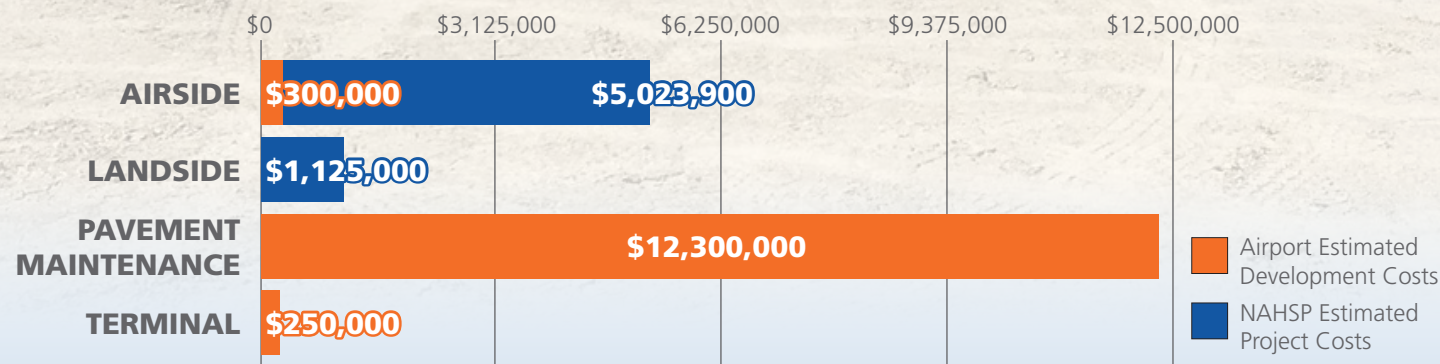 $0 $3,125,000 $6,250,000 $9,375,000 $12,500,000
AIRSIDE $300,000 $5,023,900
LANDSIDE $1,125,000
PAVEMENT
MAINTENANCE
$12,300,000
TERMINAL $250,000
Airport Estimated
Development Costs
NAHSP Estimated
Project Costs